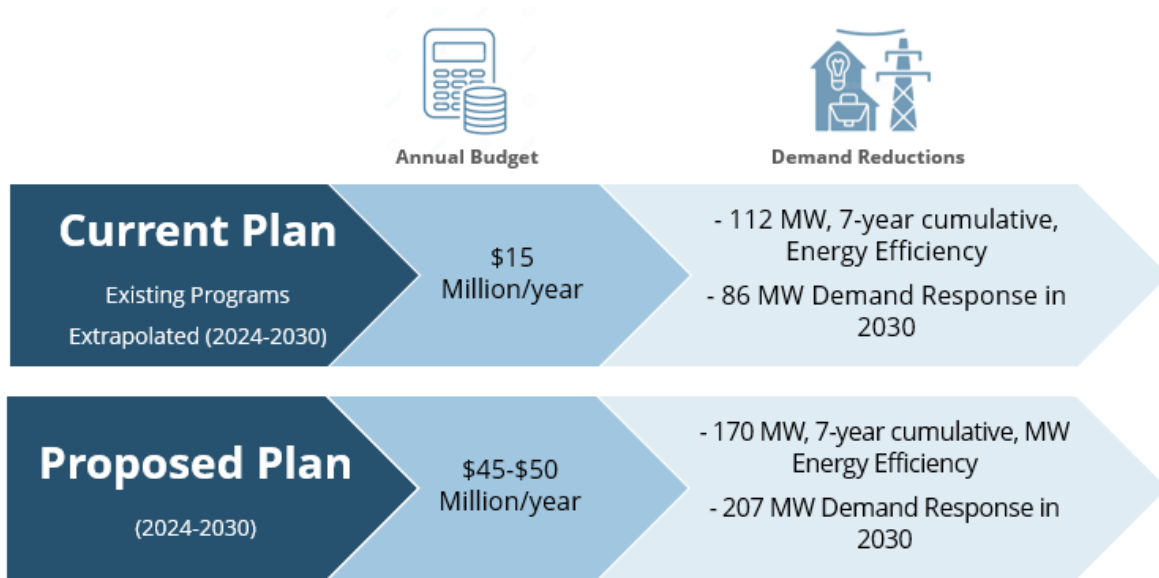 Annual Budget
Demand Reductions
Current Plan
Existing Programs
Extrapolated (2024-2030)
$15
Million/year
- 112 MW, 7-year cumulative,
Energy Efficiency
- 86 MW Demand Response in
2030
Proposed Plan
(2024-2030)
$45-$50
Million/year
- 170 MW, 7-year cumulative, MW
Energy Efficiency
- 207 MW Demand Response in
2030